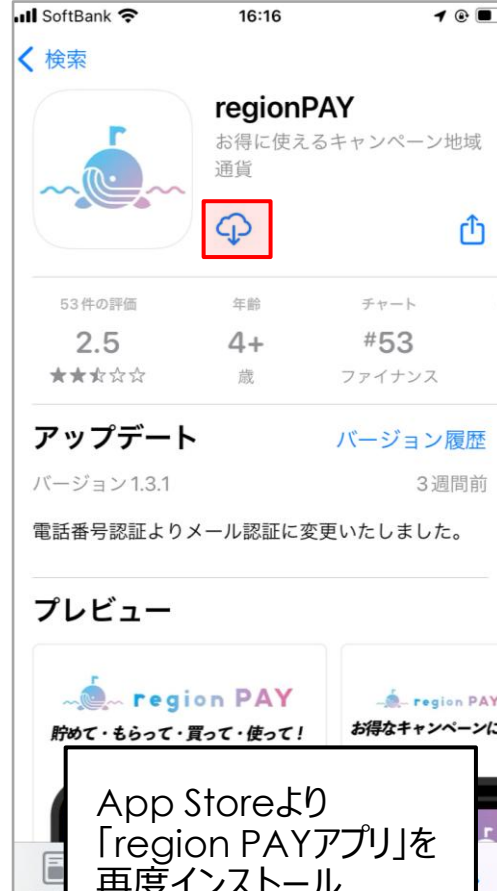 SoftBank 16:16
検索
regionPAY
お得に使えるキャンペーン地域
通貨
53件の評価 年齢 チャート
2.5 4+ #53
歳 ファイナンス
アップデート バージョン履歴
バージョン 1.3.1 3週間前
電話番号認証よりメール認証に変更いたしました。
プレビュー
region PAY
貯めて・もらって・買って・使って!
region PAY
お得なキャンペーンに
App Storeより
「region PAYアプリ」を
再度インストール